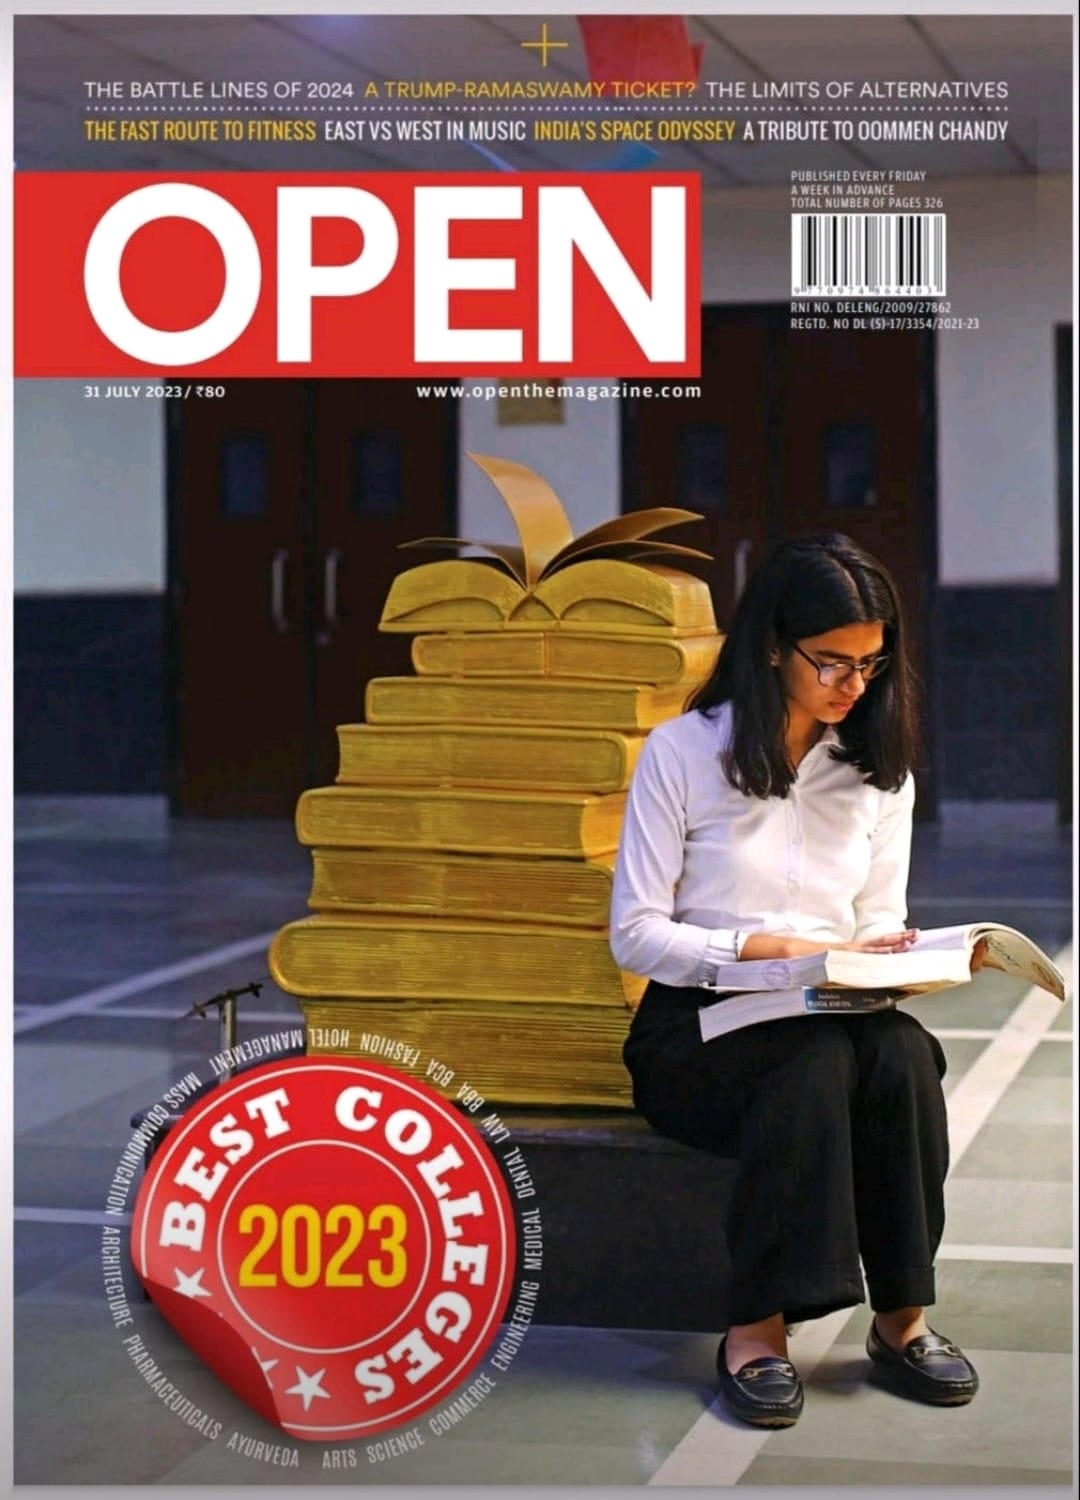 THE BATTLE LINES OF 2024 A TRUMP-RAMASWAMY TICKET? THE LIMITS OF ALTERNATIVES
THE FAST ROUTE TO FITNESS EAST VS WEST IN MUSIC INDIA'S SPACE ODYSSEY A TRIBUTE TO OOMMEN CHANDY
PUBLISHED EVERY FRIDAY
A WEEK IN ADVANCE
TOTAL NUMBER OF PAGES 326
OPEN
9 770974 864403
RNI NO. DELENG/2009/27862
REGTD. NO DL (S)-17/3354/2021-23
31 JULY 2023 / ₹80
www.openthemagazine.com
BEST COLLEGES
2023
ARCHITECTURE MASS COMMUNICATION MANAGEMENT HOTEL FASHION BCA BBA LAW DENTAL MEDICAL ENGINEERING COMMERCE SCIENCE ARTS AYURVEDA PHARMACEUTICALS